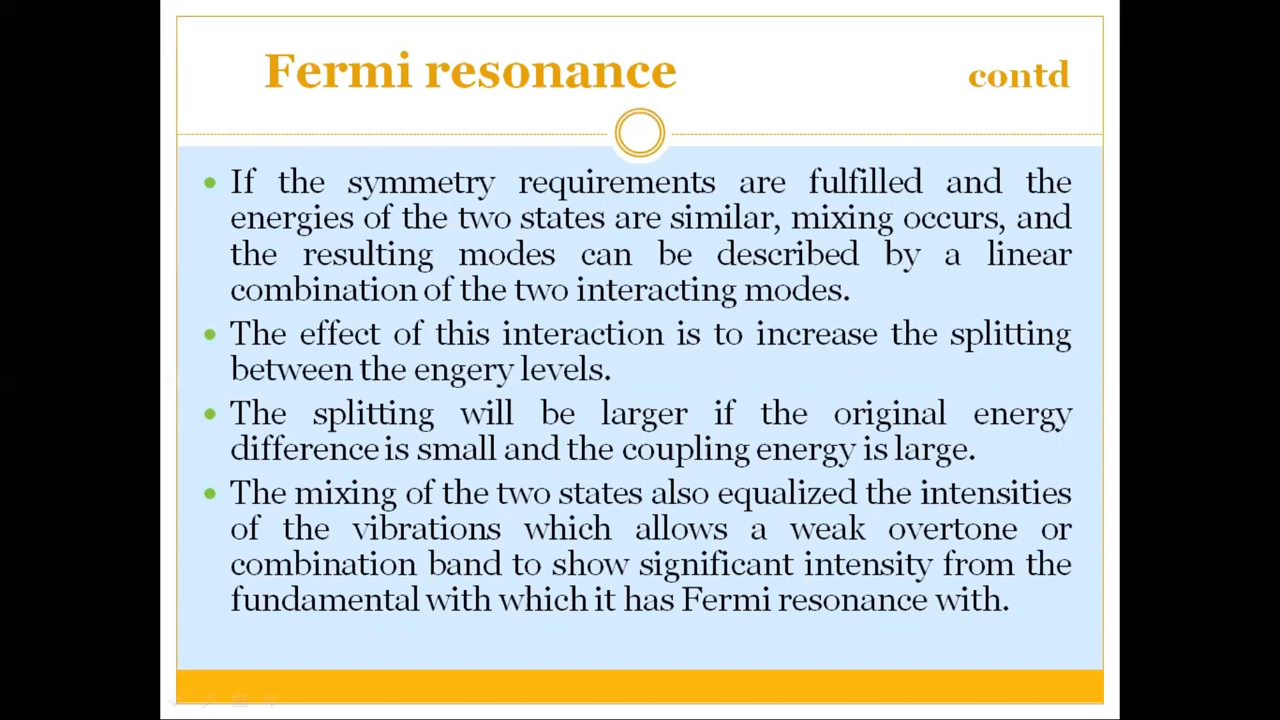 Fermi resonance contd
If the symmetry requirements are fulfilled and the
energies of the two states are similar, mixing occurs, and
the resulting modes can be described by a linear
combination of the two interacting modes.
The effect of this interaction is to increase the splitting
between the engery levels.
The splitting will be larger if the original energy
difference is small and the coupling energy is large.
The mixing of the two states also equalized the intensities
of the vibrations which allows a weak overtone or
combination band to show significant intensity from the
fundamental with which it has Fermi resonance with.